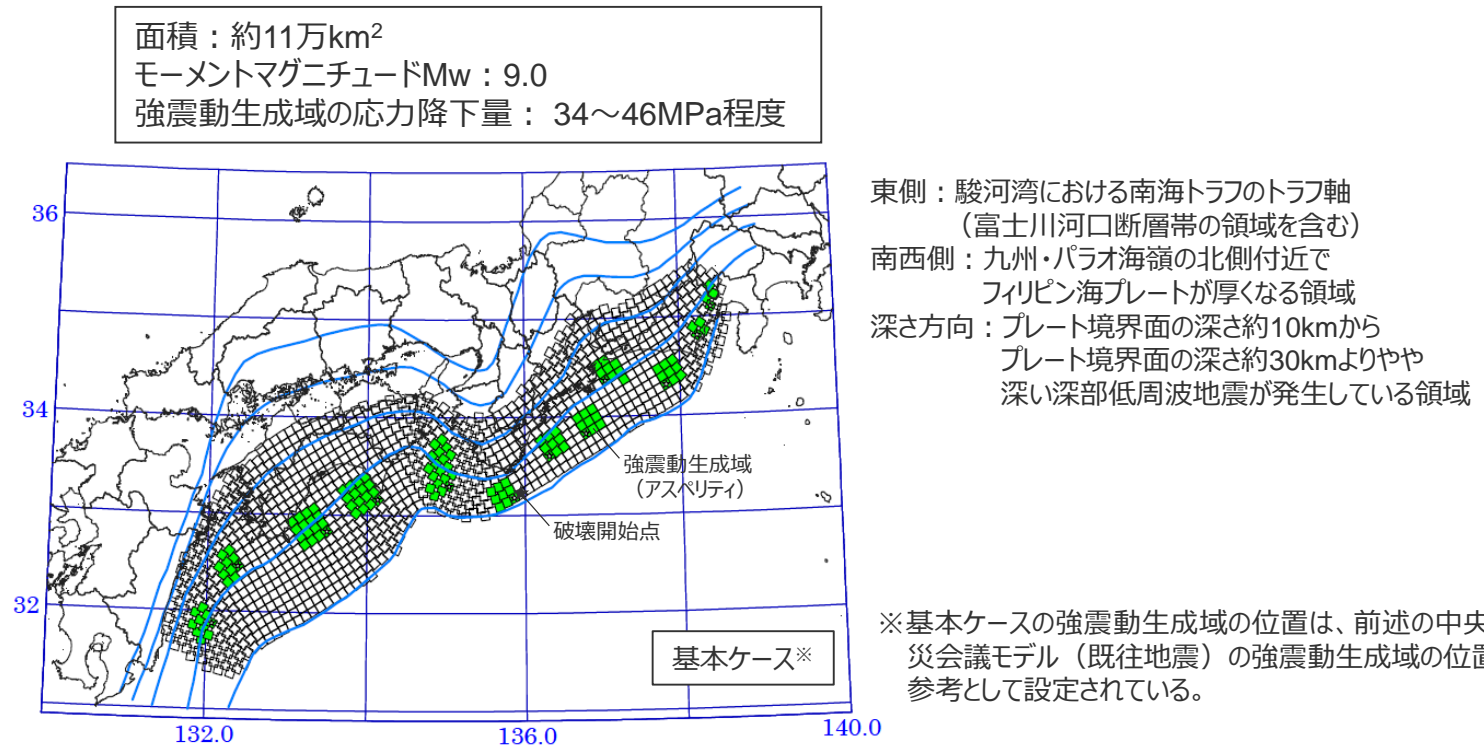 面積：約11万km²
モーメントマグニチュードMw：9.0
強震動生成域の応力降下量： 34～46MPa程度
36
34
32
132.0
136.0
140.0
強震動生成域
（アスペリティ）
破壊開始点
基本ケース※
東側：駿河湾における南海トラフのトラフ軸
（富士川河口断層帯の領域を含む）
南西側：九州・パラオ海嶺の北側付近で
フィリピン海プレートが厚くなる領域
深さ方向：プレート境界面の深さ約10kmから
プレート境界面の深さ約30kmよりやや
深い深部低周波地震が発生している領域
※基本ケースの強震動生成域の位置は、前述の中央
災会議モデル（既往地震）の強震動生成域の位置
参考として設定されている。